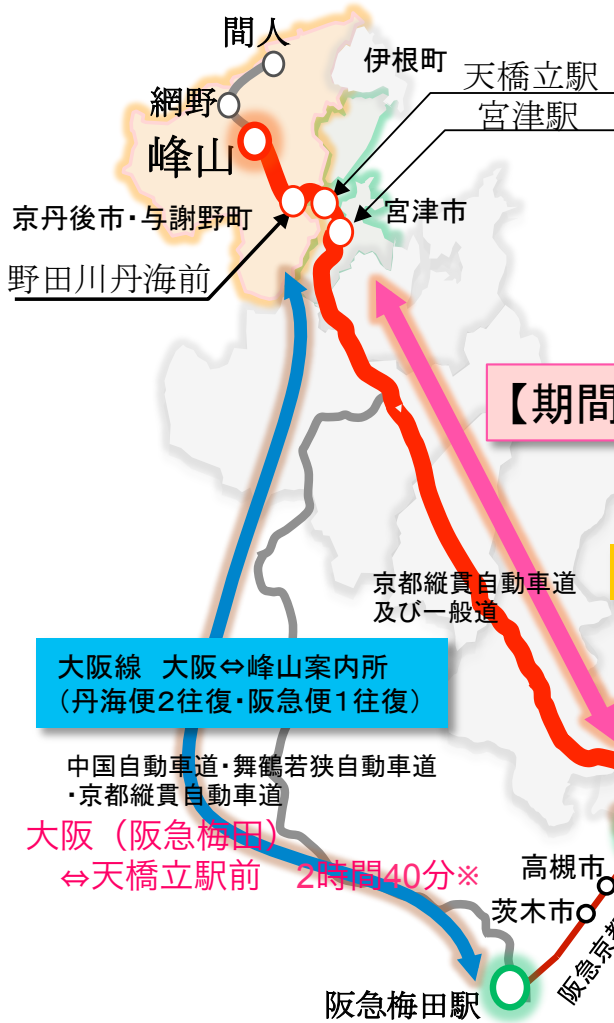 間人
伊根町
天橋立駅
網野
宮津駅
峰山
京丹後市・与謝野町
宮津市
野田川丹海前
【期間
京都縦貫自動車道
及び一般道
大阪線 大阪⇔峰山案内所
（丹海便2往復・阪急便1往復）
中国自動車道・舞鶴若狭自動車道
・京都縦貫自動車道
大阪（阪急梅田）
⇔天橋立駅前 2時間40分※
高槻市
茨木市
阪急京都
阪急梅田駅